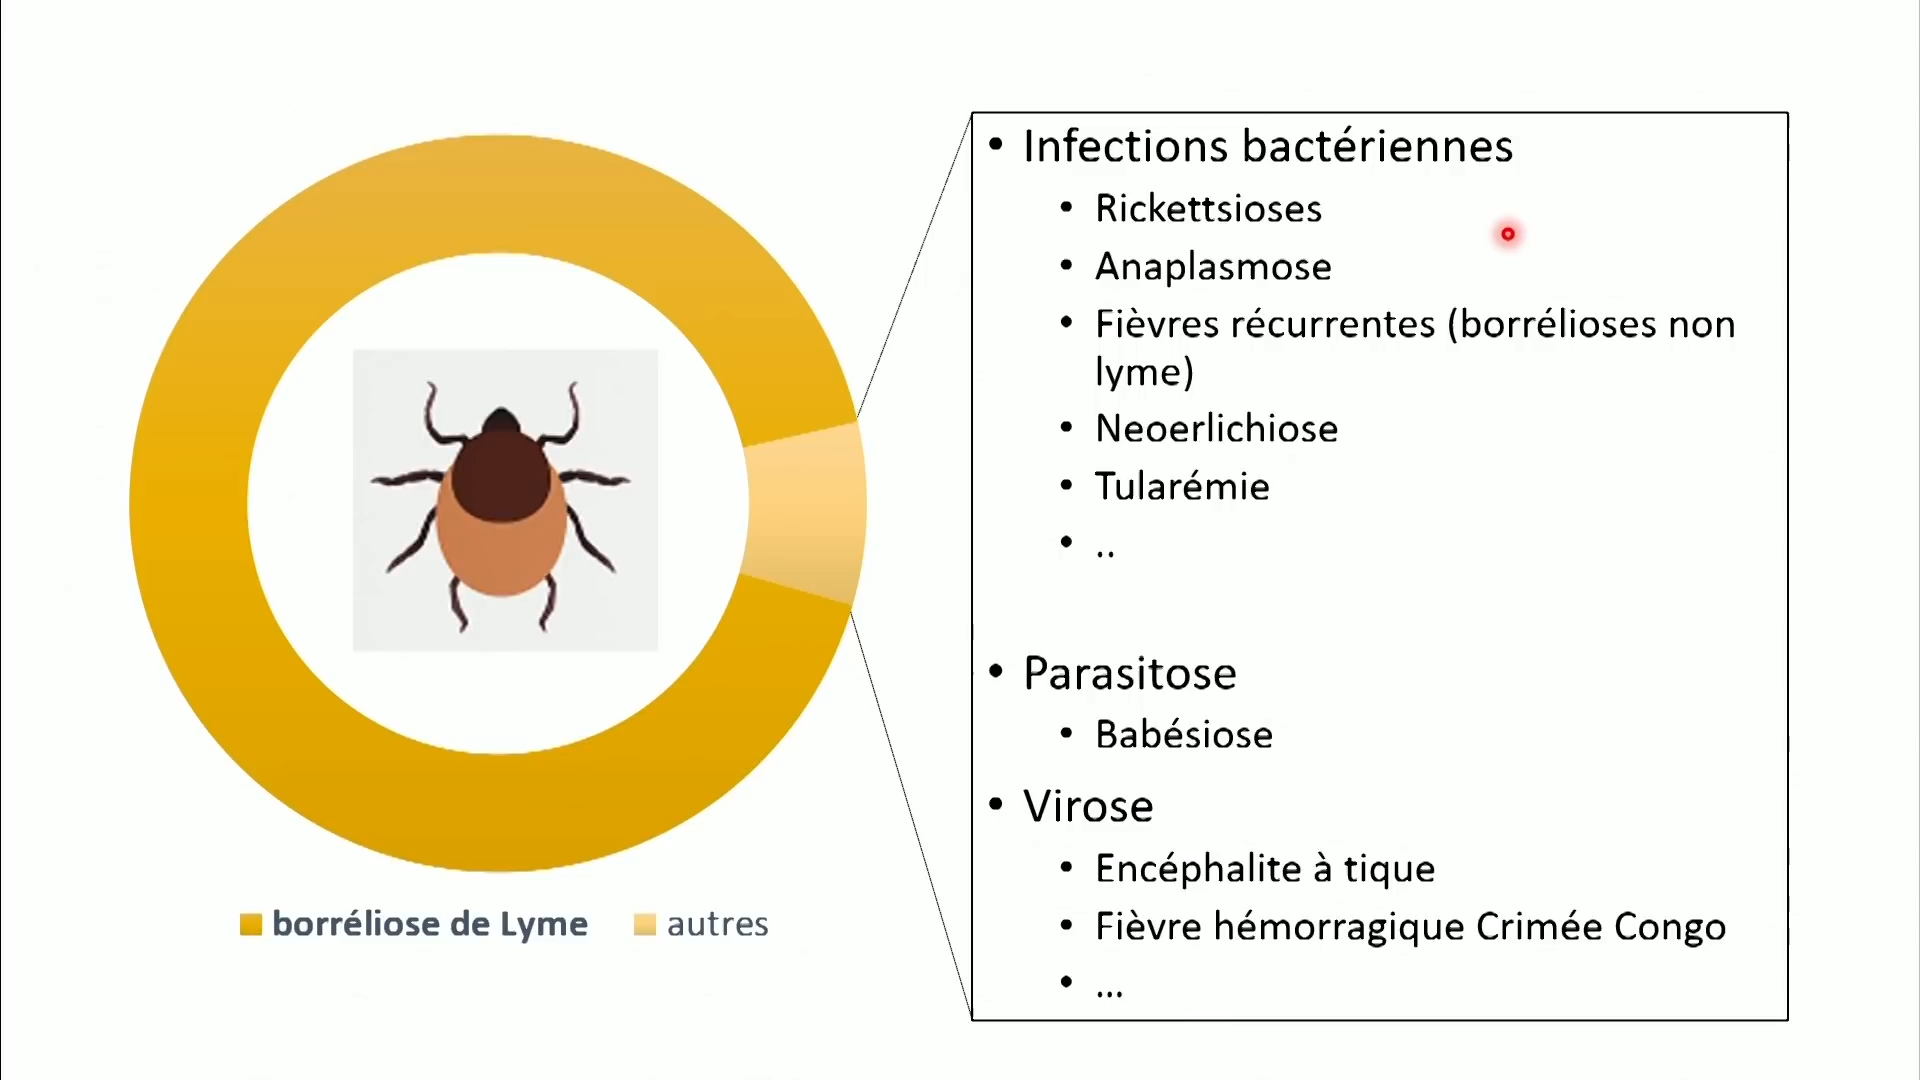 • Infections bactériennes
• Rickettsioses
• Anaplasmose
• Fièvres récurrentes (borrélioses non
lyme)
• Neoerlichiose
• Tularémie
• ..
• Parasitose
• Babésiose
• Virose
• Encéphalite à tique
• Fièvre hémorragique Crimée Congo
• ...
borréliose de Lyme
autres